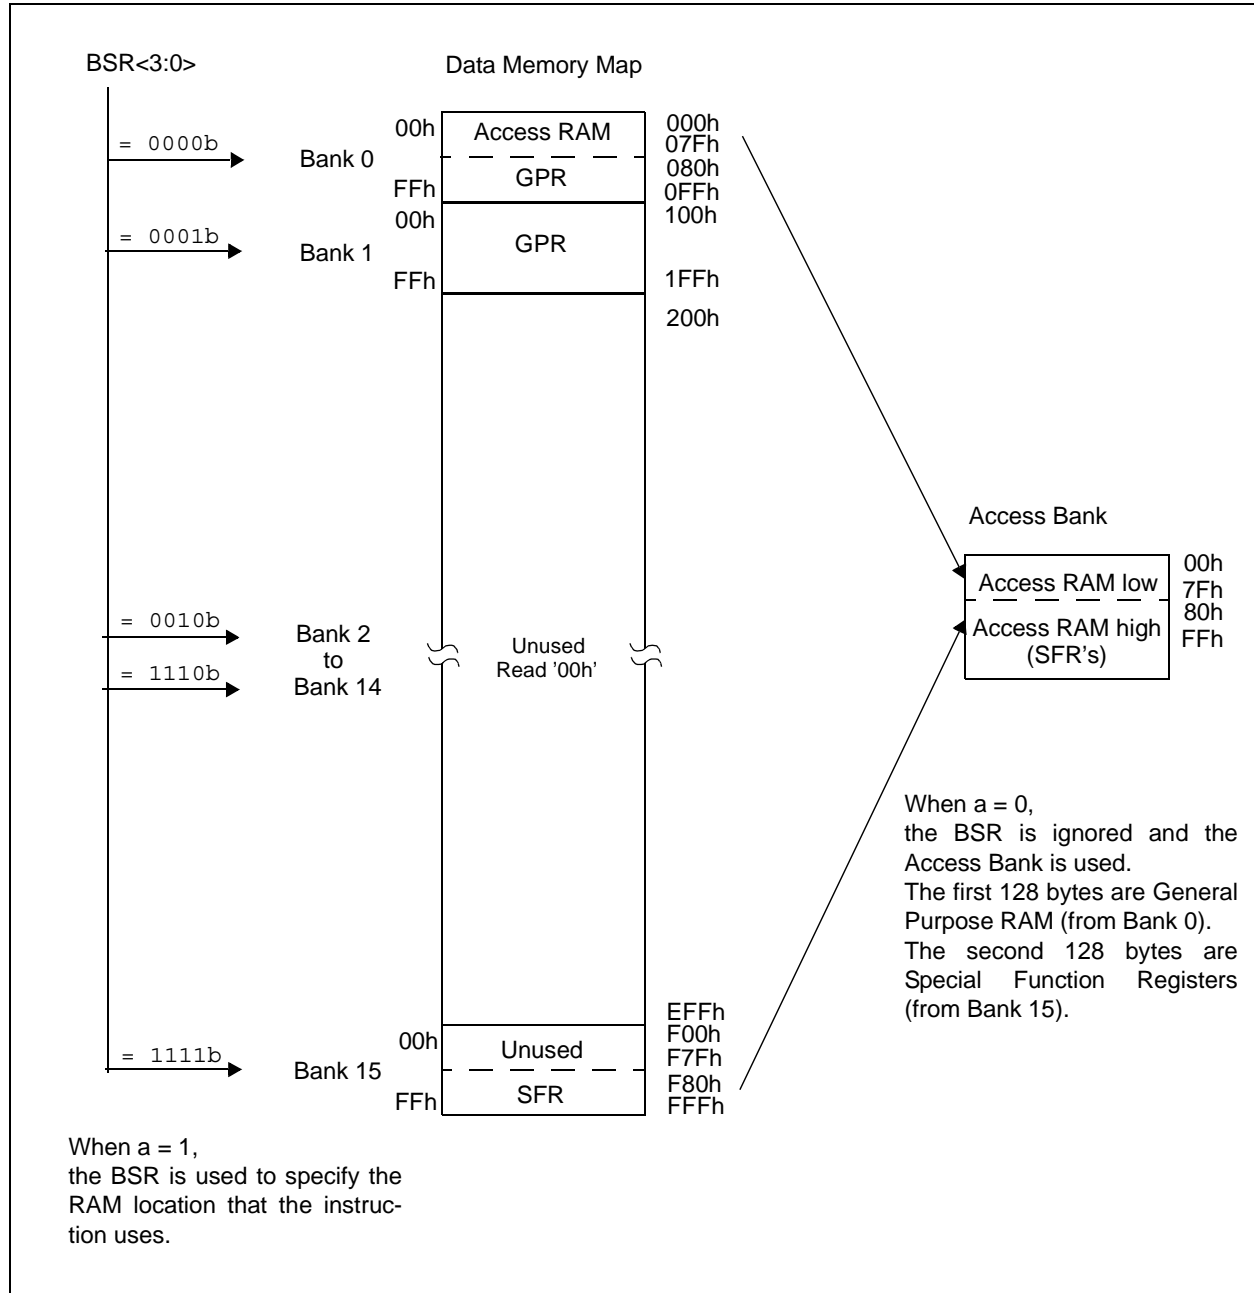 BSR<3:0>
Data Memory Map
= 0000b
Bank 0
00h
FFh
Access RAM
GPR
000h
07Fh
080h
0FFh
= 0001b
Bank 1
00h
FFh
GPR
100h
1FFh
200h
Access Bank
Access RAM low
Access RAM high
(SFR's)
00h
7Fh
80h
FFh
= 0010b
= 1110b
Bank 2
to
Bank 14
Unused
Read '00h'
When a = 0,
the BSR is ignored and the
Access Bank is used.
The first 128 bytes are General
Purpose RAM (from Bank 0).
The second 128 bytes are
Special Function Registers
(from Bank 15).
= 1111b
Bank 15
00h
FFh
Unused
SFR
EFFh
F00h
F7Fh
F80h
FFFh
When a = 1,
the BSR is used to specify the
RAM location that the instruc-
tion uses.